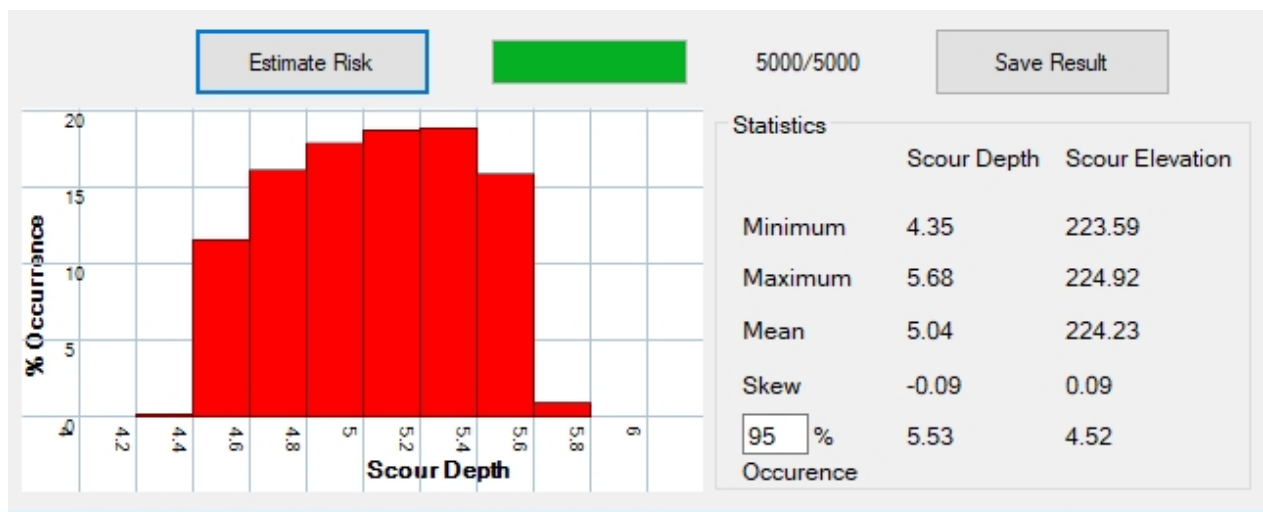 Estimate Risk 5000/5000 Save Result
20
15
10
5
0
% Occurrence
4 4.2 4.4 4.6 4.8 5 5.2 5.4 5.6 5.8 6
Scour Depth
Statistics
Scour Depth Scour Elevation
Minimum 4.35 223.59
Maximum 5.68 224.92
Mean 5.04 224.23
Skew -0.09 0.09
95 % 5.53 4.52
Occurence